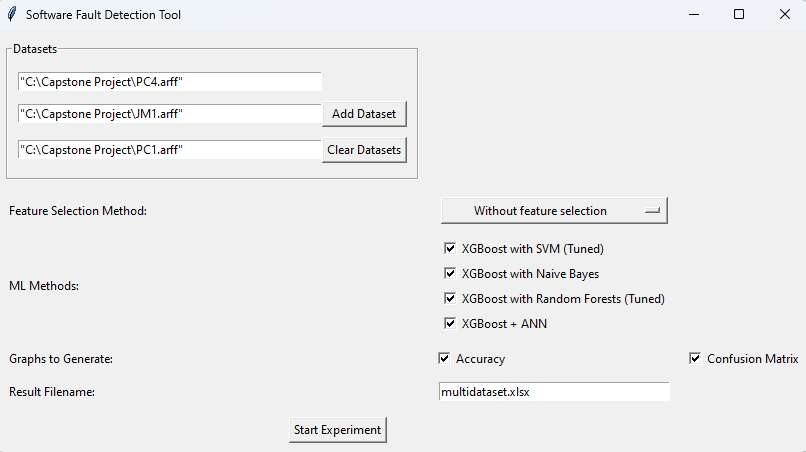 Software Fault Detection Tool
Datasets
"C:\Capstone Project\PC4.arff"
"C:\Capstone Project\JM1.arff" Add Dataset
"C:\Capstone Project\PC1.arff" Clear Datasets
Feature Selection Method: Without feature selection
XGBoost with SVM (Tuned)
XGBoost with Naive Bayes
ML Methods:
XGBoost with Random Forests (Tuned)
XGBoost + ANN
Graphs to Generate: Accuracy Confusion Matrix
Result Filename: multidataset.xlsx
Start Experiment